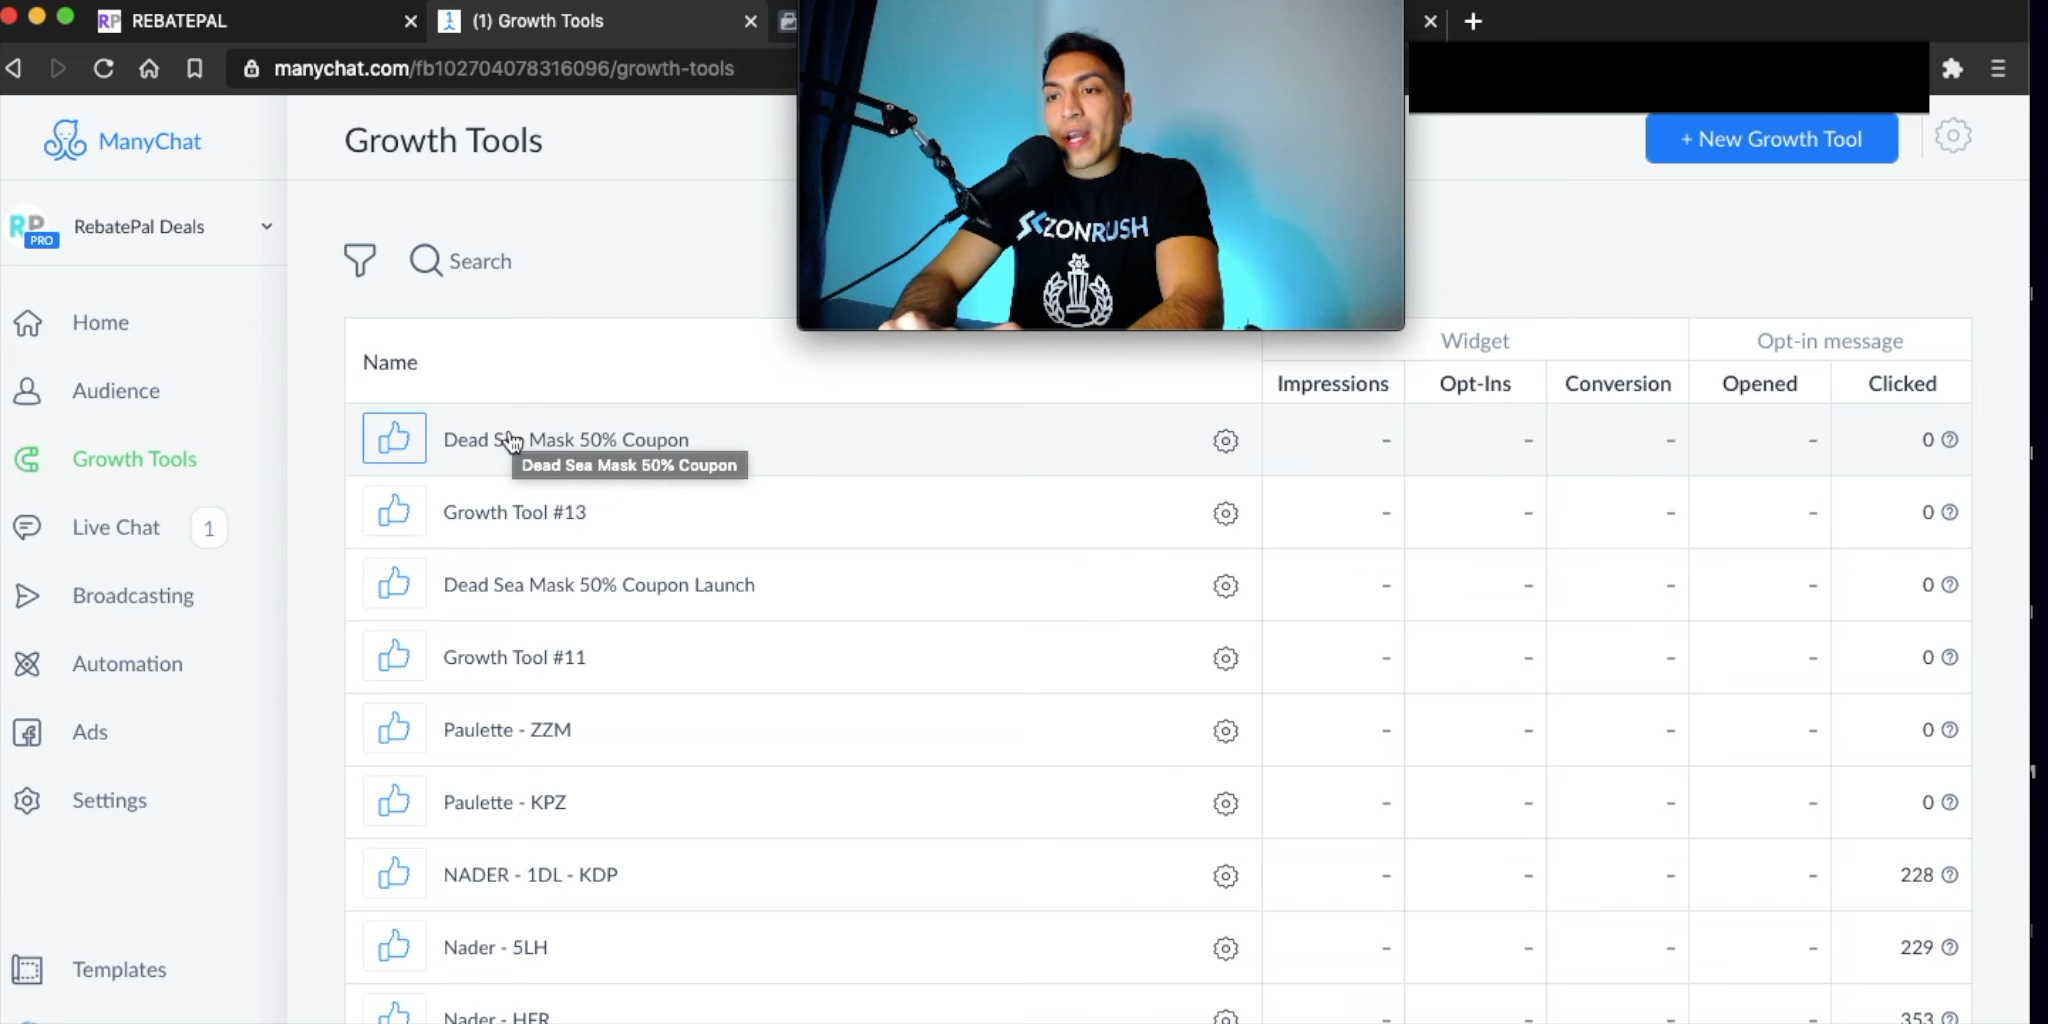 REBATEPAL
(1) Growth Tools
manychat.com/fb102704078316096/growth-tools
ManyChat
Growth Tools
+ New Growth Tool
RP
PRO
RebatePal Deals
Search
ZONRUSH
Home
Audience
Growth Tools
Live Chat 1
Broadcasting
Automation
Ads
Settings
Templates
Name
Widget
Opt-in message
Impressions
Opt-Ins
Conversion
Opened
Clicked
Dead Sea Mask 50% Coupon - - - - 0
Dead Sea Mask 50% Coupon
Growth Tool #13 - - - - 0
Dead Sea Mask 50% Coupon Launch - - - - 0
Growth Tool #11 - - - - 0
Paulette - ZZM - - - - 0
Paulette - KPZ - - - - 0
NADER - 1DL - KDP - - - - 228
Nader - 5LH - - - - 229
Nader - HFR - - - - 353